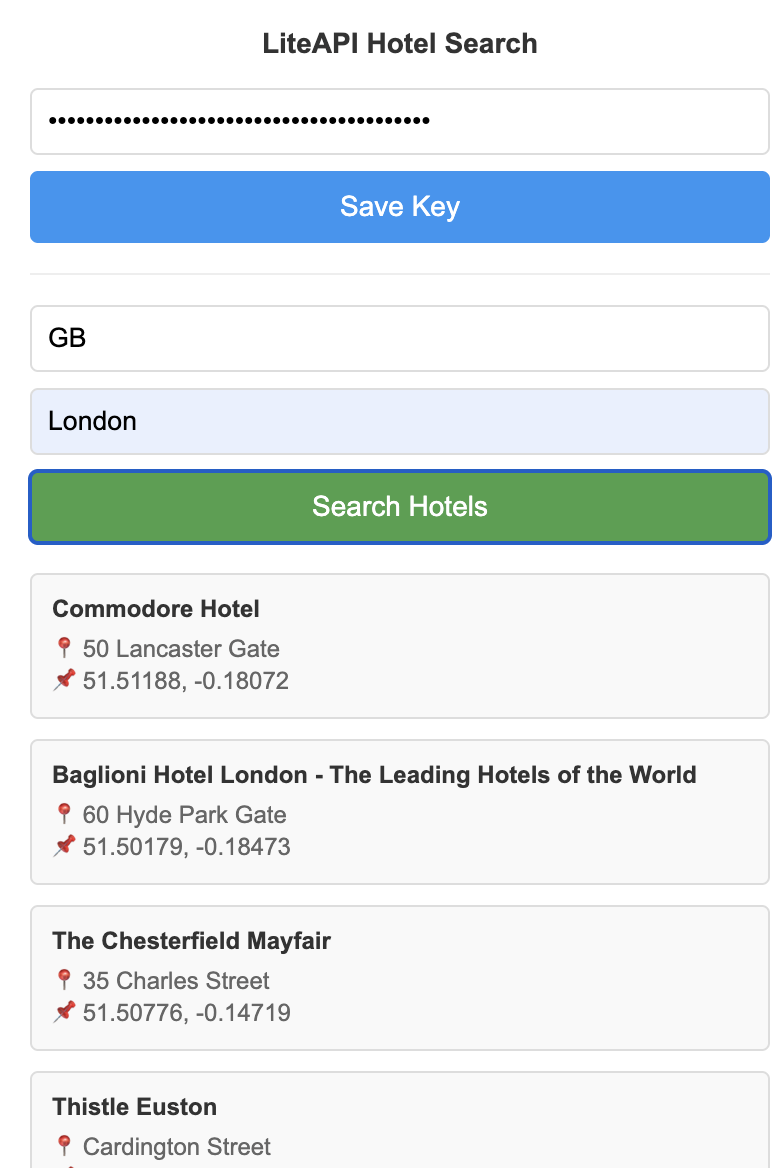 LiteAPI Hotel Search
••••••••••••••••••••••••••••••••••••••••
Save Key
GB
London
Search Hotels
Commodore Hotel
📍 50 Lancaster Gate
📌 51.51188, -0.18072
Baglioni Hotel London - The Leading Hotels of the World
📍 60 Hyde Park Gate
📌 51.50179, -0.18473
The Chesterfield Mayfair
📍 35 Charles Street
📌 51.50776, -0.14719
Thistle Euston
📍 Cardington Street